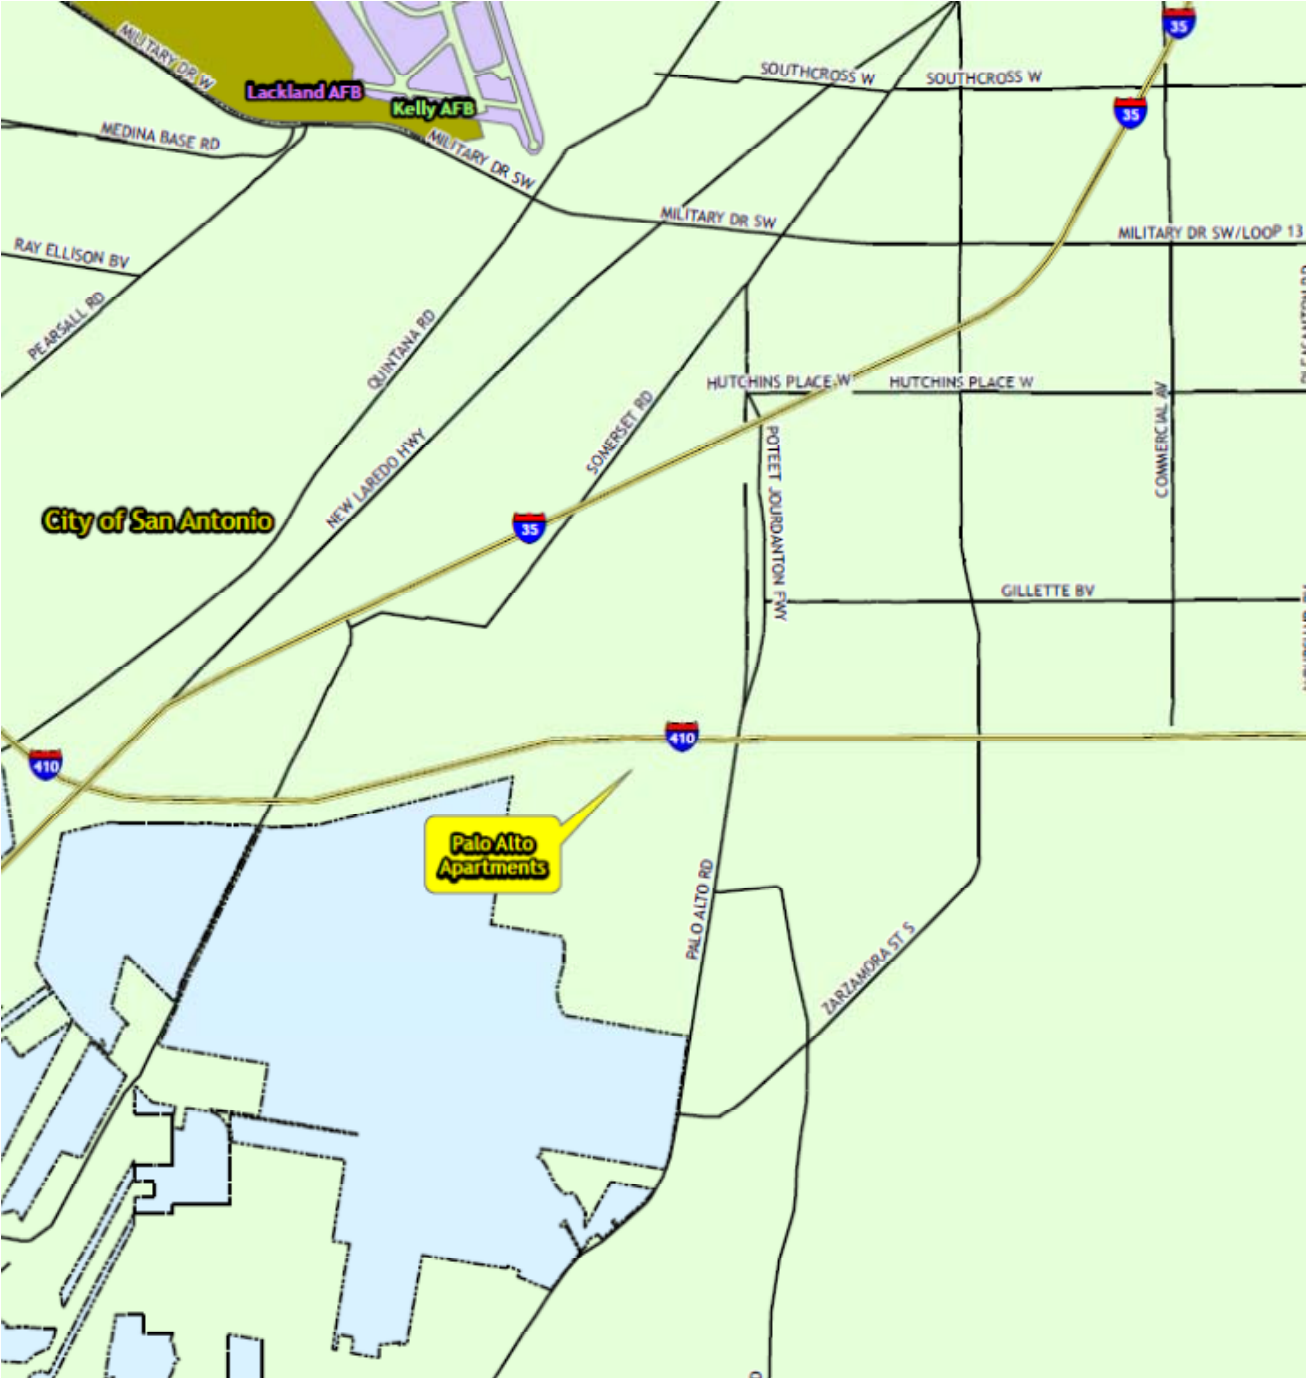 35
MILITARY DR W
SOUTHCROSS W
SOUTHCROSS W
Lackland AFB
Kelly AFB
35
MEDINA BASE RD
MILITARY DR SW
MILITARY DR SW
MILITARY DR SW/LOOP 13
RAY ELLISON BV
PEARSALL RD
QUINTANA RD
HUTCHINS PLACE W
HUTCHINS PLACE W
SOMERSET RD
COMMERCIAL AV
NEW LAREDO HWY
POTEET JOURDANTON FWY
City of San Antonio
35
GILLETTE BV
410
410
Palo Alto
Apartments
PALO ALTO RD
ZARZAMORA ST S